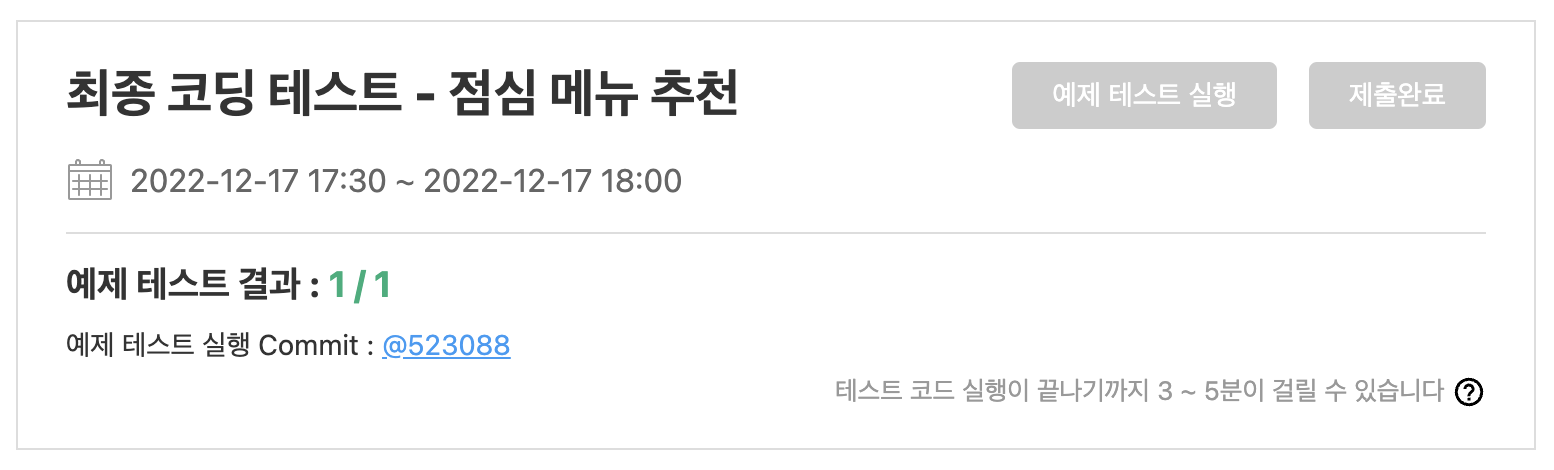 최종 코딩 테스트 - 점심 메뉴 추천
예제 테스트 실행
제출완료
2022-12-17 17:30 ~ 2022-12-17 18:00
예제 테스트 결과 : 1 / 1
예제 테스트 실행 Commit : @523088
테스트 코드 실행이 끝나기까지 3 ~ 5분이 걸릴 수 있습니다 ?